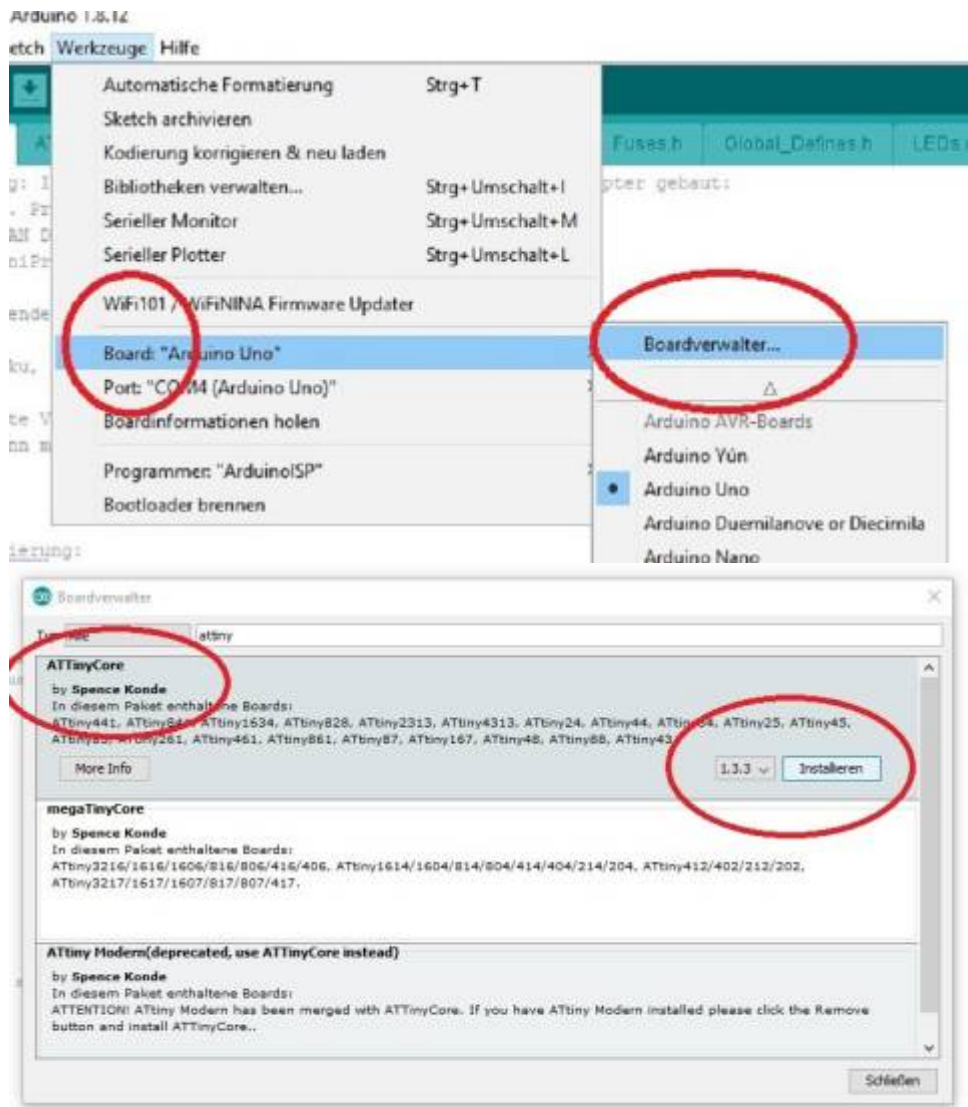 Arduino 1.8.12
etch Werkzeuge Hilfe
Automatische Formatierung Strg+T
Sketch archivieren
Kodierung korrigieren & neu laden
Bibliotheken verwalten... Strg+Umschalt+I
Serieller Monitor Strg+Umschalt+M
Serieller Plotter Strg+Umschalt+L
WiFi101 / WiFiNINA Firmware Updater
Board: "Arduino Uno"
Port: "COM4 (Arduino Uno)"
Boardinformationen holen
Programmer: "ArduinoISP"
Bootloader brennen
Fuses.h Global_Defines.h LEDs
pter gebaut:
Boardverwalter...
Arduino AVR-Boards
Arduino Yún
Arduino Uno
Arduino Duemilanove or Diecimila
Arduino Nano
ierung:
Boardverwalter
attiny
ATTinyCore
by Spence Konde
In diesem Paket enthaltene Boards:
ATtiny441, ATtiny841, ATtiny1634, ATtiny828, ATtiny2313, ATtiny4313, ATtiny24, ATtiny44, ATtiny84, ATtiny25, ATtiny45,
ATtiny85, ATtiny261, ATtiny461, ATtiny861, ATtiny87, ATtiny167, ATtiny48, ATtiny88, ATtiny43
More Info 1.3.3 Installieren
megaTinyCore
by Spence Konde
In diesem Paket enthaltene Boards:
ATtiny3216/1616/1606/816/806/416/406, ATtiny1614/1604/814/804/414/404/214/204, ATtiny412/402/212/202,
ATtiny3217/1617/1607/817/807/417.
ATtiny Modern(deprecated, use ATTinyCore instead)
by Spence Konde
In diesem Paket enthaltene Boards:
ATTENTION! ATtiny Modern has been merged with ATTinyCore. If you have ATtiny Modern installed please click the Remove
button and install ATTinyCore..
Schließen